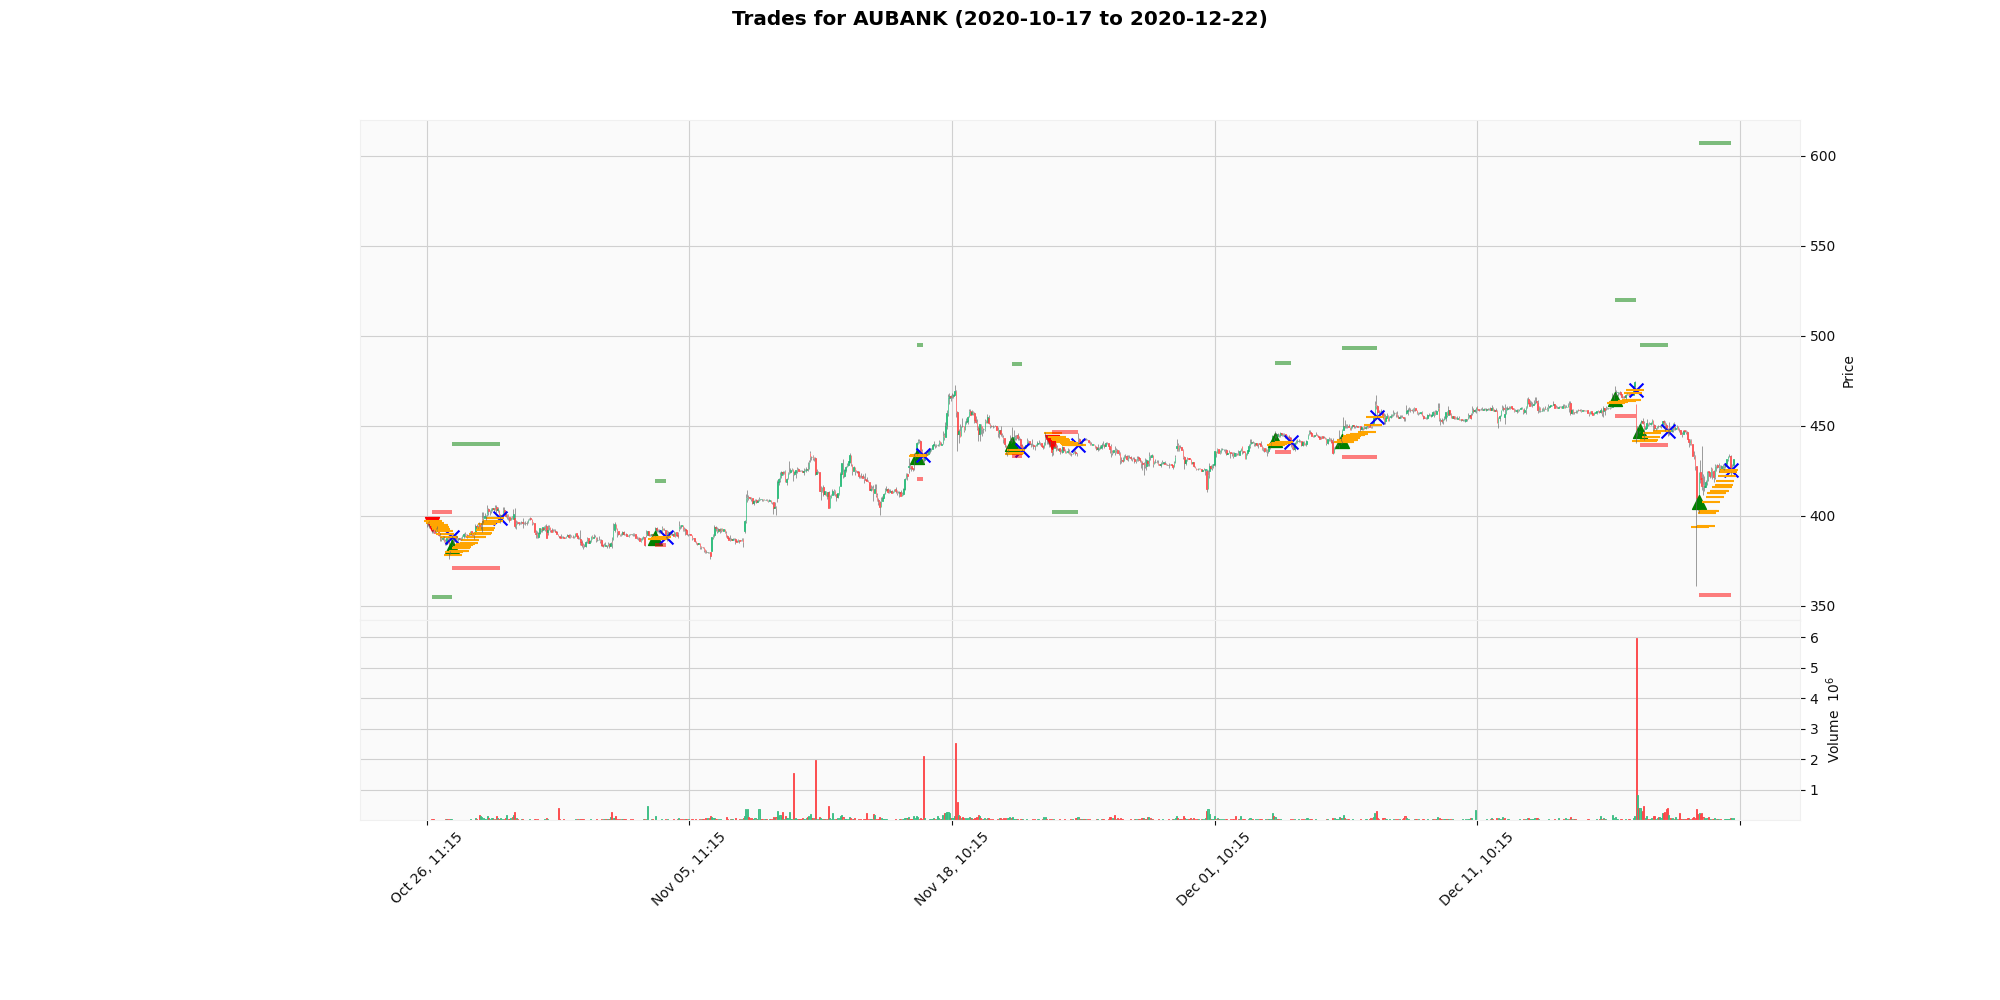 Trades for AUBANK (2020-10-17 to 2020-12-22)
600
550
500
450
400
350
Price
6
5
4
3
2
1
Volume 10^6
Oct 26, 11:15
Nov 05, 11:15
Nov 18, 10:15
Dec 01, 10:15
Dec 11, 10:15